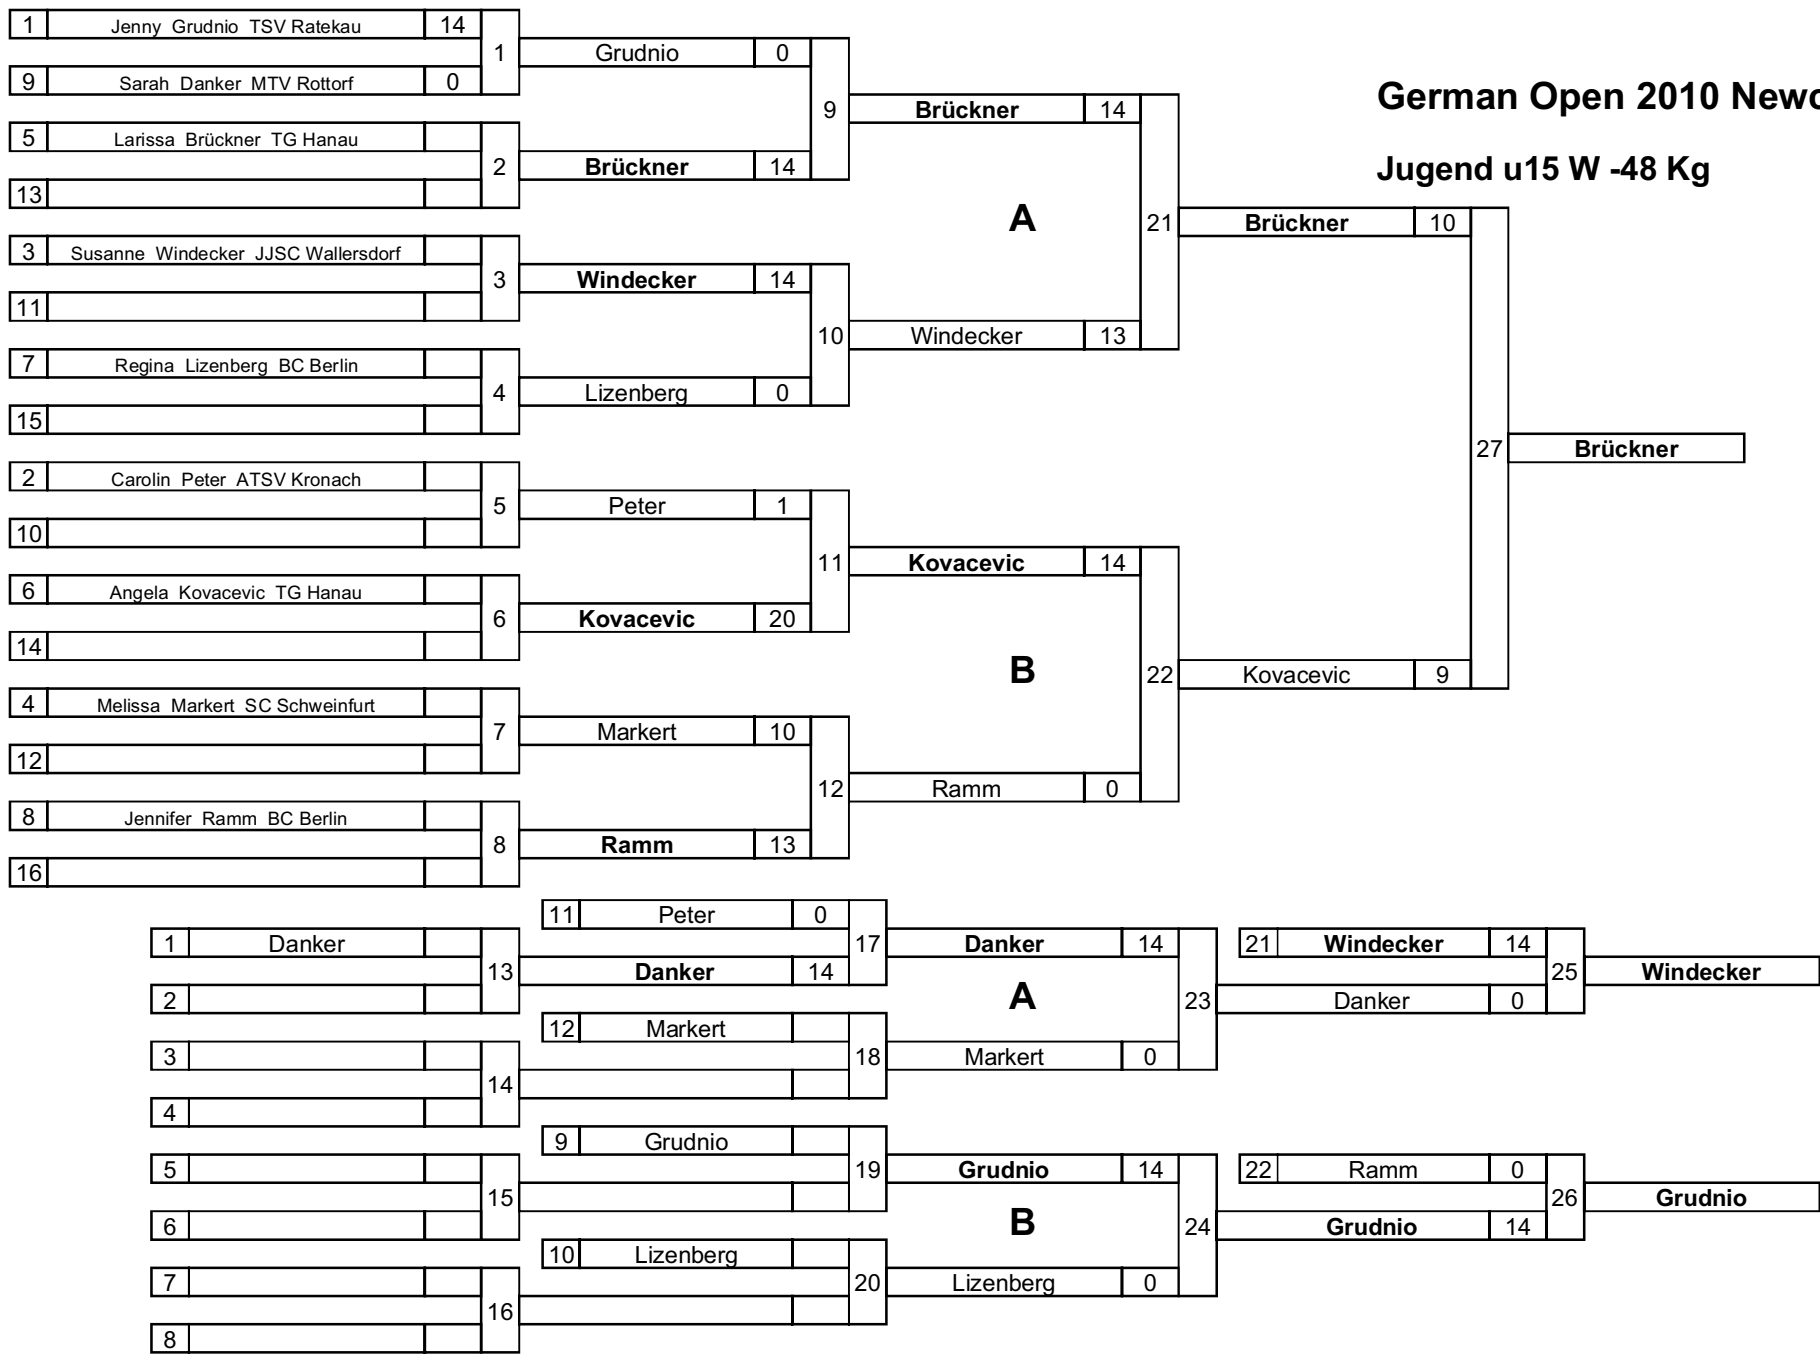 German Open 2010 Newc
Jugend u15 W -48 Kg
1 Jenny Grudnio TSV Ratekau 14
1 Grudnio 0
9 Sarah Danker MTV Rottorf 0
9 Brückner 14
5 Larissa Brückner TG Hanau
2 Brückner 14
13
A
21 Brückner 10
3 Susanne Windecker JJSC Wallersdorf
3 Windecker 14
11
10 Windecker 13
7 Regina Lizenberg BC Berlin
4 Lizenberg 0
15
27 Brückner
2 Carolin Peter ATSV Kronach
5 Peter 1
10
11 Kovacevic 14
6 Angela Kovacevic TG Hanau
6 Kovacevic 20
14
B
22 Kovacevic 9
4 Melissa Markert SC Schweinfurt
7 Markert 10
12
12 Ramm 0
8 Jennifer Ramm BC Berlin
8 Ramm 13
16
11 Peter 0
1 Danker
17 Danker 14
21 Windecker 14
13 Danker 14
25 Windecker
2
A
23 Danker 0
12 Markert
3
18 Markert 0
14
4
9 Grudnio
5
19 Grudnio 14
22 Ramm 0
15
26 Grudnio
6
B
24 Grudnio 14
10 Lizenberg
7
20 Lizenberg 0
16
8